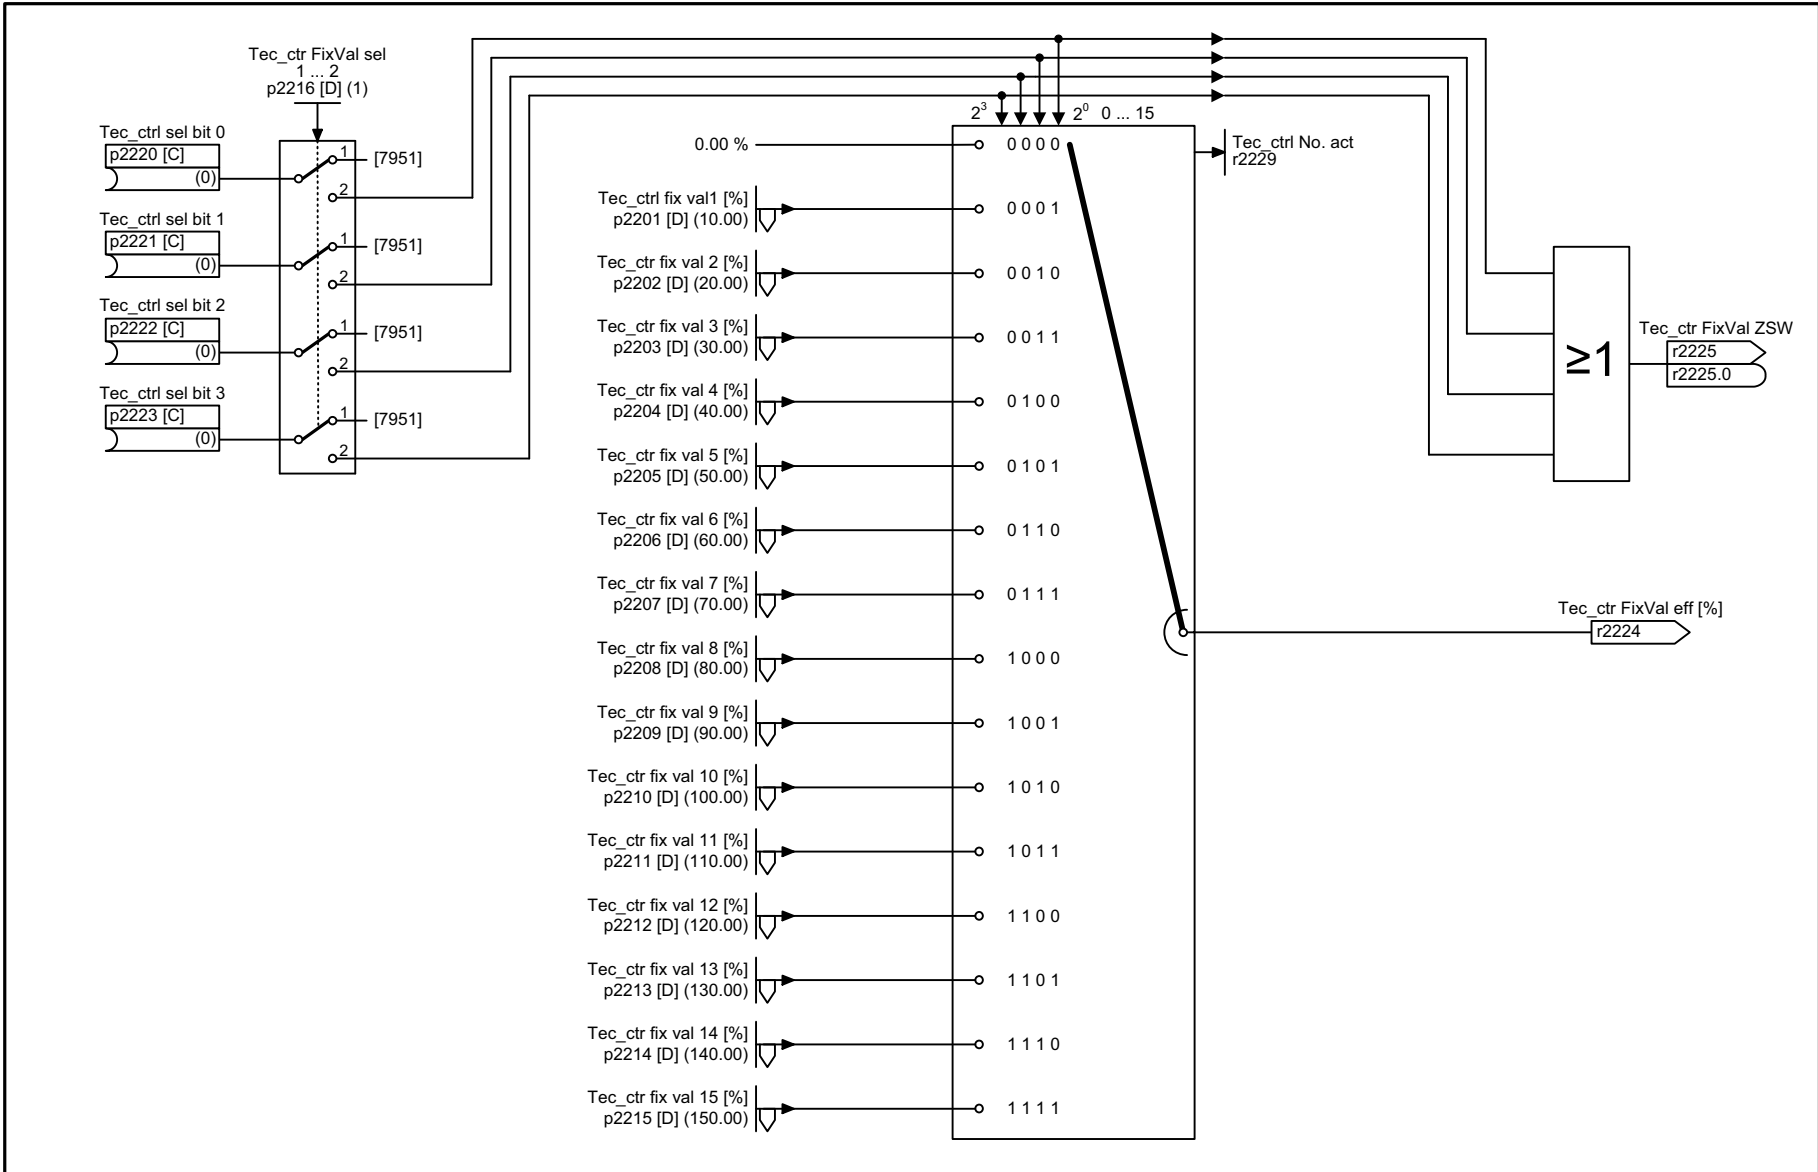 Tec_ctr FixVal sel
1 ... 2
p2216 [D] (1)
Tec_ctrl sel bit 0
p2220 [C]
(0)
1
[7951]
2
Tec_ctrl sel bit 1
p2221 [C]
(0)
1
[7951]
2
Tec_ctrl sel bit 2
p2222 [C]
(0)
1
[7951]
2
Tec_ctrl sel bit 3
p2223 [C]
(0)
1
[7951]
2
2³ 2⁰ 0 ... 15
0.00 %
0 0 0 0
Tec_ctrl fix val1 [%]
p2201 [D] (10.00)
0 0 0 1
Tec_ctr fix val 2 [%]
p2202 [D] (20.00)
0 0 1 0
Tec_ctr fix val 3 [%]
p2203 [D] (30.00)
0 0 1 1
Tec_ctr fix val 4 [%]
p2204 [D] (40.00)
0 1 0 0
Tec_ctr fix val 5 [%]
p2205 [D] (50.00)
0 1 0 1
Tec_ctr fix val 6 [%]
p2206 [D] (60.00)
0 1 1 0
Tec_ctr fix val 7 [%]
p2207 [D] (70.00)
0 1 1 1
Tec_ctr fix val 8 [%]
p2208 [D] (80.00)
1 0 0 0
Tec_ctr fix val 9 [%]
p2209 [D] (90.00)
1 0 0 1
Tec_ctr fix val 10 [%]
p2210 [D] (100.00)
1 0 1 0
Tec_ctr fix val 11 [%]
p2211 [D] (110.00)
1 0 1 1
Tec_ctr fix val 12 [%]
p2212 [D] (120.00)
1 1 0 0
Tec_ctr fix val 13 [%]
p2213 [D] (130.00)
1 1 0 1
Tec_ctr fix val 14 [%]
p2214 [D] (140.00)
1 1 1 0
Tec_ctr fix val 15 [%]
p2215 [D] (150.00)
1 1 1 1
Tec_ctrl No. act
r2229
≥1
Tec_ctr FixVal ZSW
r2225
r2225.0
Tec_ctr FixVal eff [%]
r2224